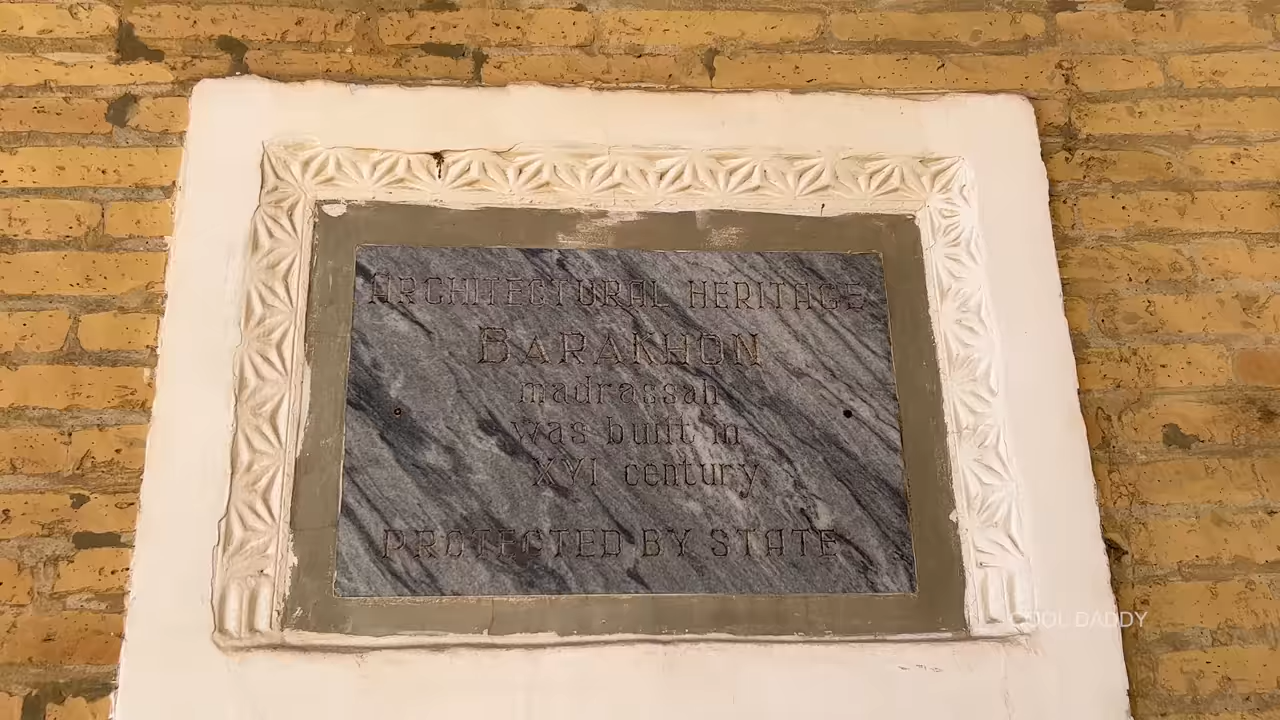 ARCHITECTURAL HERITAGE
BARAKHON
madrassah
was built in
XVI century
PROTECTED BY STATE
COOL DADDY